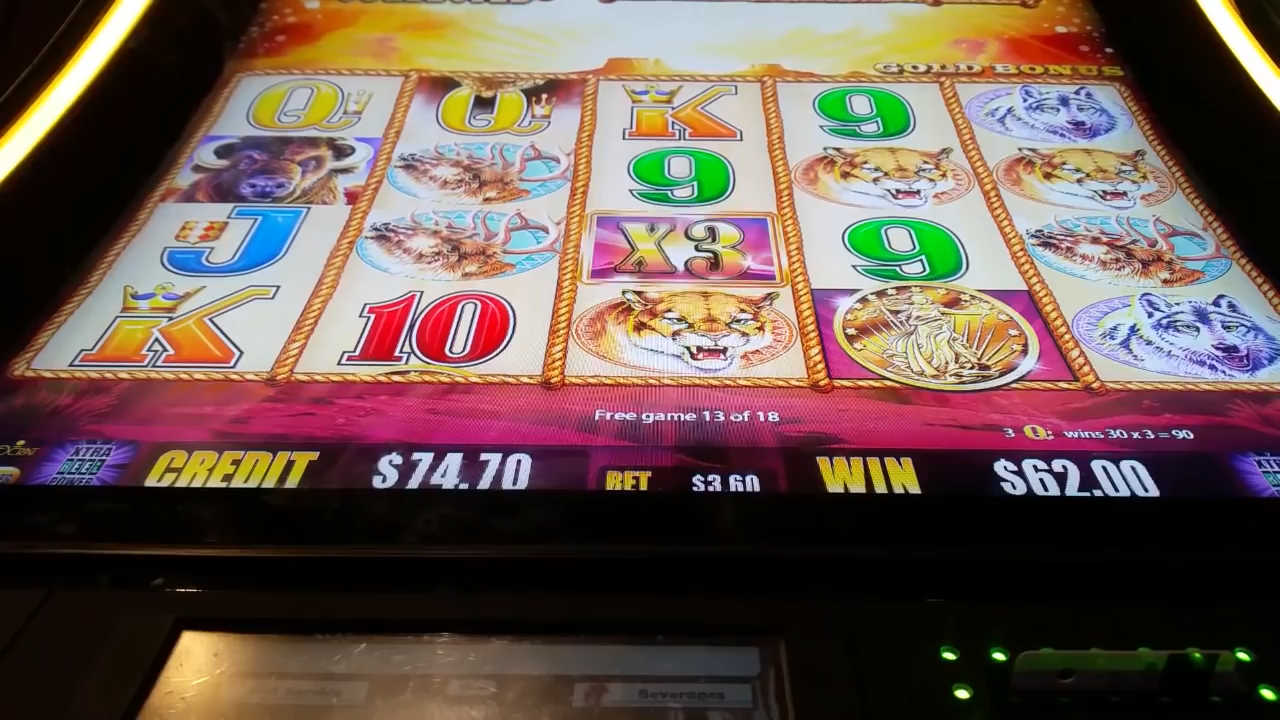 GOLD BONUS
Q Q K 9
9
J X3 9
K 10
Free game 13 of 18
3 Q wins 30 x 3 = 90
XTRA
REEL
POWER
CREDIT $74.70 BET $3.60 WIN $62.00
Beverages